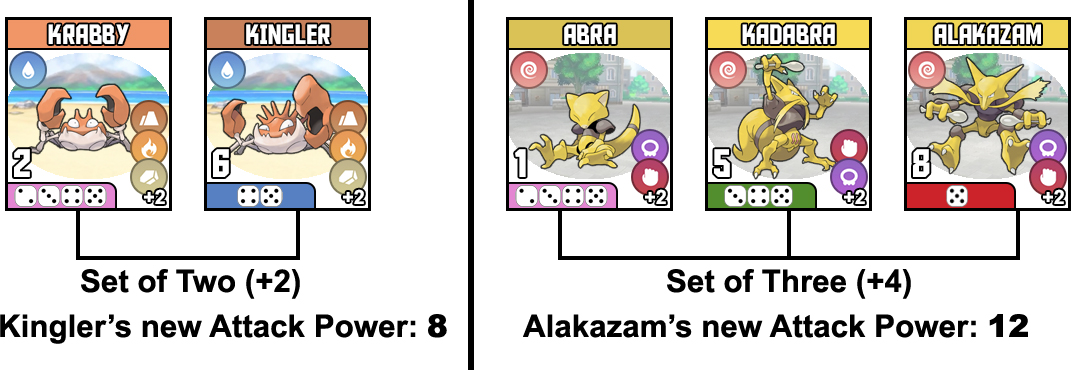 KRABBY
2
+2
KINGLER
6
+2
Set of Two (+2)
Kingler's new Attack Power: 8
ABRA
1
+2
KADABRA
5
+2
ALAKAZAM
8
+2
Set of Three (+4)
Alakazam's new Attack Power: 12